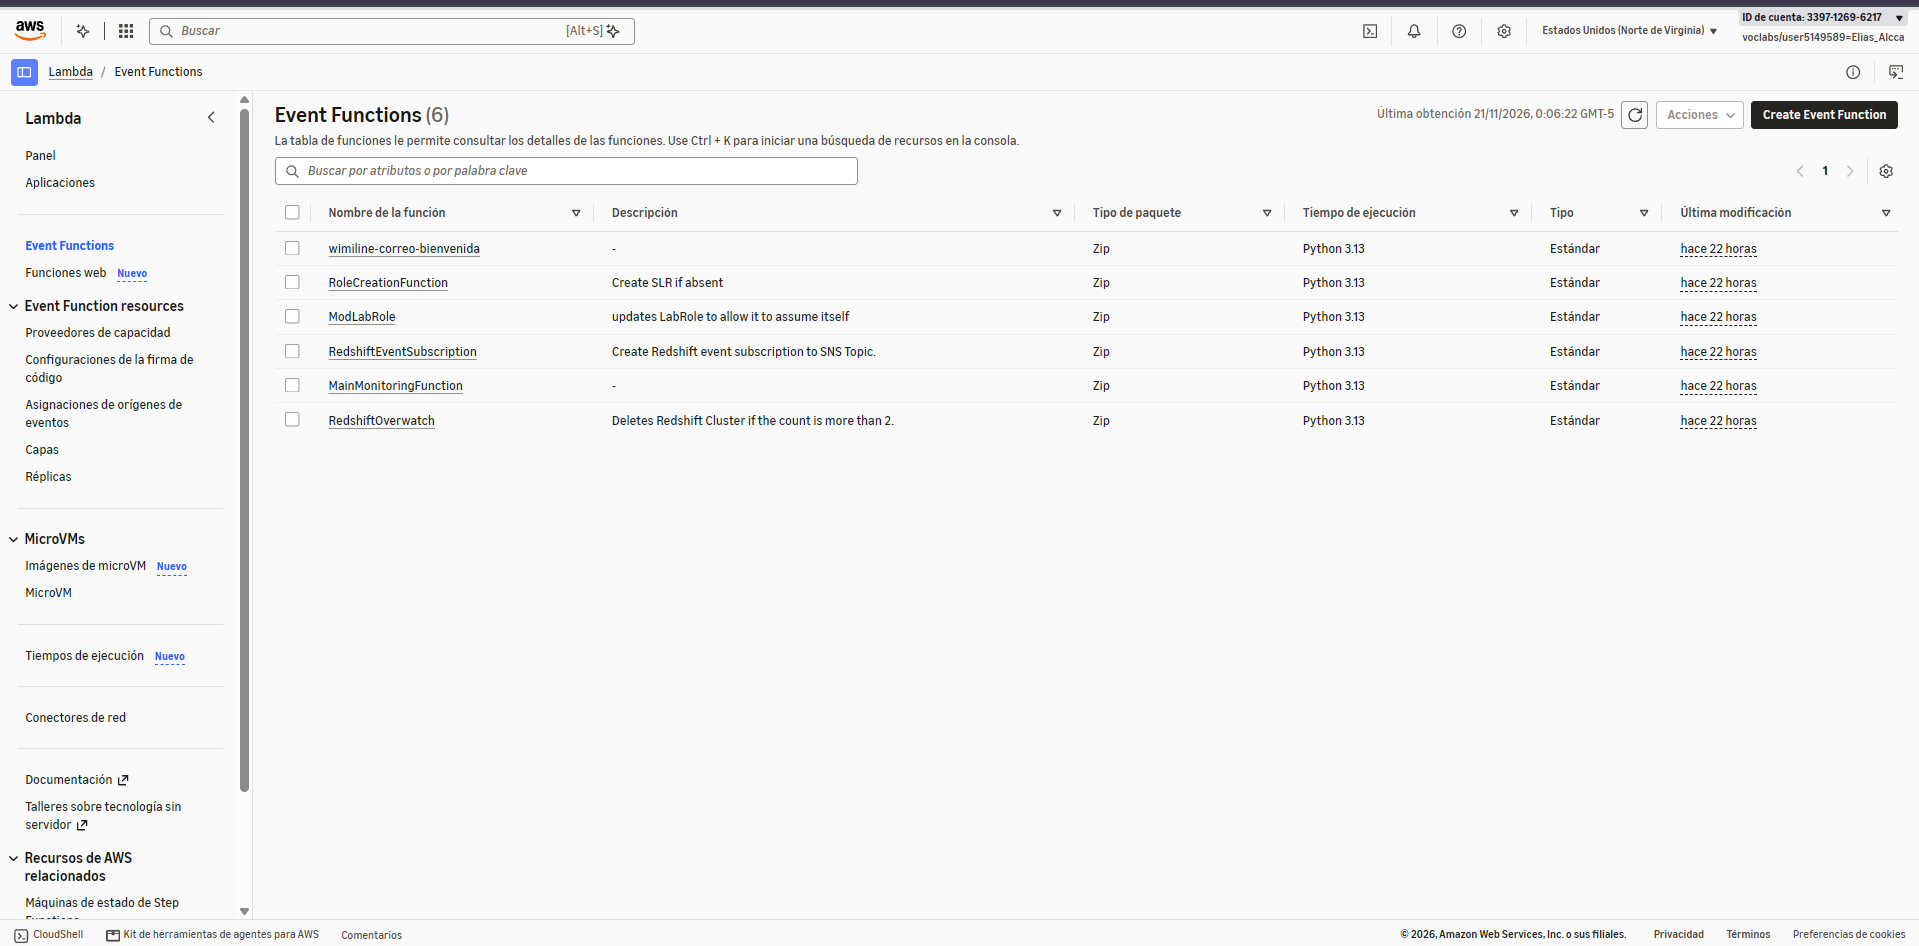 aws
Buscar [Alt+S]
Estados Unidos (Norte de Virginia)
ID de cuenta: 3397-1269-6217
voclabs/user5149589=Elias_Alcca
Lambda / Event Functions
Lambda
Panel
Aplicaciones
Event Functions
Funciones web Nuevo
Event Function resources
Proveedores de capacidad
Configuraciones de la firma de
código
Asignaciones de orígenes de
eventos
Capas
Réplicas
MicroVMs
Imágenes de microVM Nuevo
MicroVM
Tiempos de ejecución Nuevo
Conectores de red
Documentación
Talleres sobre tecnología sin
servidor
Recursos de AWS
relacionados
Máquinas de estado de Step
Functions
Event Functions (6)
Última obtención 21/11/2026, 0:06:22 GMT-5
Acciones
Create Event Function
La tabla de funciones le permite consultar los detalles de las funciones. Use Ctrl + K para iniciar una búsqueda de recursos en la consola.
Buscar por atributos o por palabra clave
1
Nombre de la función Descripción Tipo de paquete Tiempo de ejecución Tipo Última modificación
wimiline-correo-bienvenida - Zip Python 3.13 Estándar hace 22 horas
RoleCreationFunction Create SLR if absent Zip Python 3.13 Estándar hace 22 horas
ModLabRole updates LabRole to allow it to assume itself Zip Python 3.13 Estándar hace 22 horas
RedshiftEventSubscription Create Redshift event subscription to SNS Topic. Zip Python 3.13 Estándar hace 22 horas
MainMonitoringFunction - Zip Python 3.13 Estándar hace 22 horas
RedshiftOverwatch Deletes Redshift Cluster if the count is more than 2. Zip Python 3.13 Estándar hace 22 horas
CloudShell Kit de herramientas de agentes para AWS Comentarios
© 2026, Amazon Web Services, Inc. o sus filiales. Privacidad Términos Preferencias de cookies